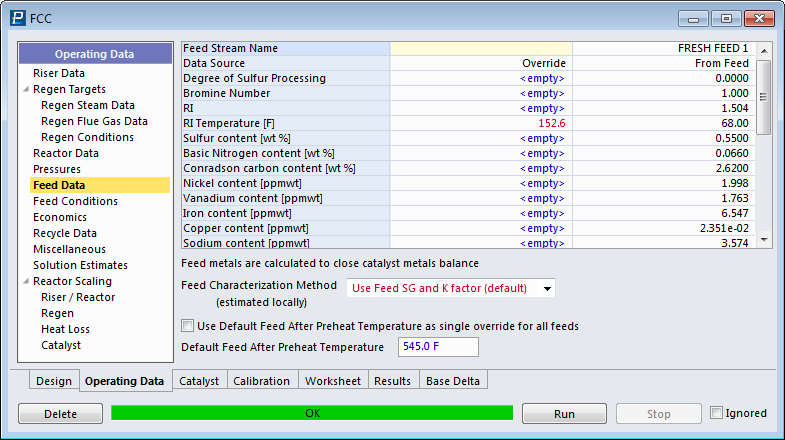 FCC
Operating Data
Riser Data
Regen Targets
Regen Steam Data
Regen Flue Gas Data
Regen Conditions
Reactor Data
Pressures
Feed Data
Feed Conditions
Economics
Recycle Data
Miscellaneous
Solution Estimates
Reactor Scaling
Riser / Reactor
Regen
Heat Loss
Catalyst
Feed Stream Name FRESH FEED 1
Data Source Override From Feed
Degree of Sulfur Processing <empty> 0.0000
Bromine Number <empty> 1.000
RI <empty> 1.504
RI Temperature [F] 152.6 68.00
Sulfur content [wt %] <empty> 0.5500
Basic Nitrogen content [wt %] <empty> 0.0660
Conradson carbon content [wt %] <empty> 2.6200
Nickel content [ppmwt] <empty> 1.998
Vanadium content [ppmwt] <empty> 1.763
Iron content [ppmwt] <empty> 6.547
Copper content [ppmwt] <empty> 2.351e-02
Sodium content [ppmwt] <empty> 3.574
Feed metals are calculated to close catalyst metals balance
Feed Characterization Method Use Feed SG and K factor (default)
(estimated locally)
Use Default Feed After Preheat Temperature as single override for all feeds
Default Feed After Preheat Temperature 545.0 F
Design Operating Data Catalyst Calibration Worksheet Results Base Delta
Delete OK Run Stop Ignored